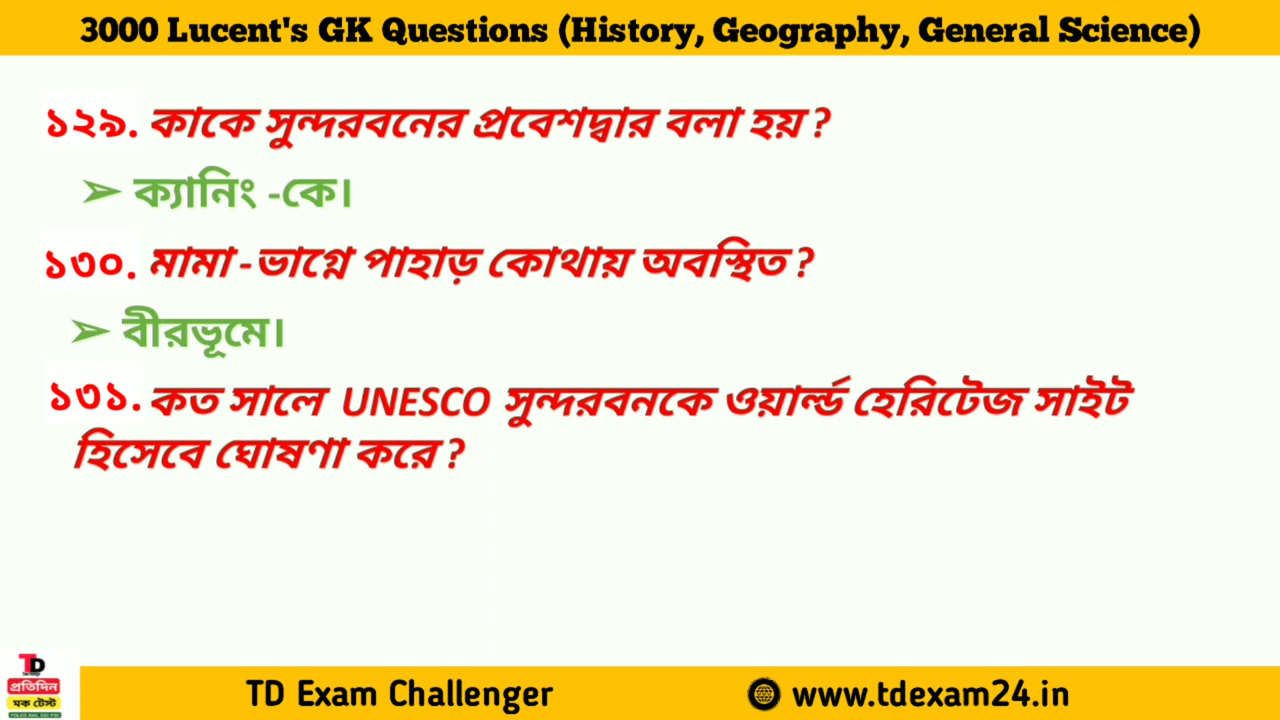 3000 Lucent's GK Questions (History, Geography, General Science)
১২৯. কাকে সুন্দরবনের প্রবেশদ্বার বলা হয় ?
➢ ক্যানিং -কে।
১৩০. মামা -ভাগ্নে পাহাড় কোথায় অবস্থিত ?
➢ বীরভূমে।
১৩১. কত সালে UNESCO সুন্দরবনকে ওয়ার্ল্ড হেরিটেজ সাইট
হিসেবে ঘোষণা করে ?
TD
প্রতিদিন
মক টেস্ট
TD Exam Challenger
www.tdexam24.in